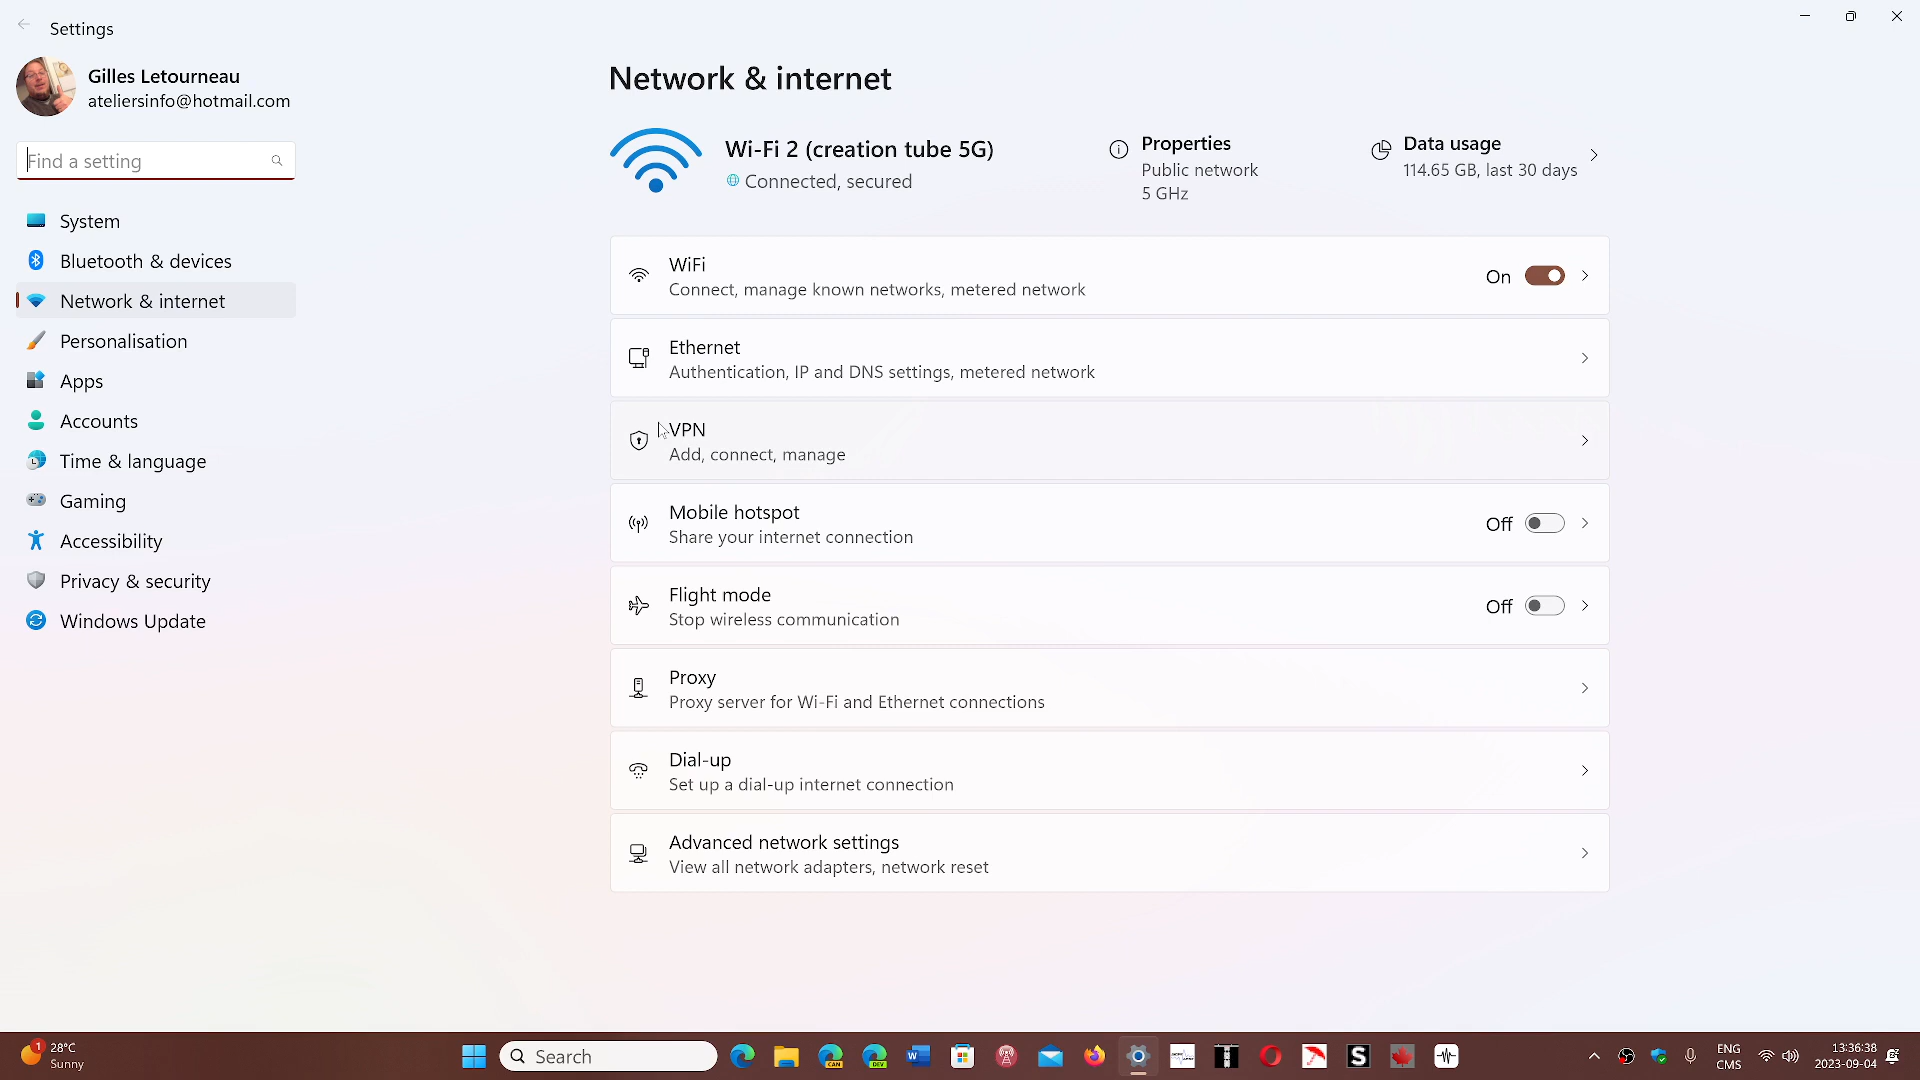 Settings
Gilles Letourneau
ateliersinfo@hotmail.com
Find a setting
System
Bluetooth & devices
Network & internet
Personalisation
Apps
Accounts
Time & language
Gaming
Accessibility
Privacy & security
Windows Update
Network & internet
Wi-Fi 2 (creation tube 5G)
Connected, secured
Properties
Public network
5 GHz
Data usage
114.65 GB, last 30 days
WiFi
Connect, manage known networks, metered network
On
Ethernet
Authentication, IP and DNS settings, metered network
VPN
Add, connect, manage
Mobile hotspot
Share your internet connection
Off
Flight mode
Stop wireless communication
Off
Proxy
Proxy server for Wi-Fi and Ethernet connections
Dial-up
Set up a dial-up internet connection
Advanced network settings
View all network adapters, network reset
1
28°C
Sunny
Search
CAN
DEV
W
S
ENG
CMS
13:36:38
2023-09-04